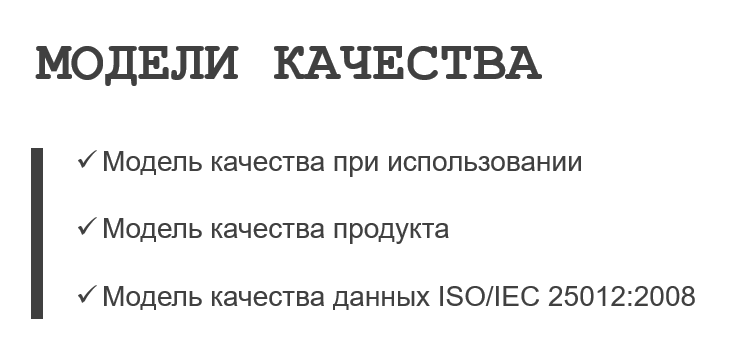 МОДЕЛИ КАЧЕСТВА
✓ Модель качества при использовании
✓ Модель качества продукта
✓ Модель качества данных ISO/IEC 25012:2008